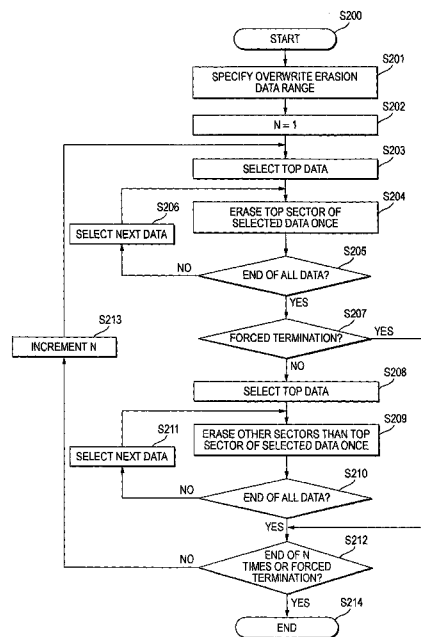 S200
START
S201
SPECIFY OVERWRITE ERASION
DATA RANGE
S202
N = 1
S203
SELECT TOP DATA
S204
ERASE TOP SECTOR OF
SELECTED DATA ONCE
S206
SELECT NEXT DATA
S205
NO
END OF ALL DATA?
YES
S207
FORCED TERMINATION?
YES
S213
INCREMENT N
NO
S208
SELECT TOP DATA
S209
ERASE OTHER SECTORS THAN TOP
SECTOR OF SELECTED DATA ONCE
S211
SELECT NEXT DATA
S210
NO
END OF ALL DATA?
YES
S212
NO
END OF N
TIMES OR FORCED
TERMINATION?
YES
S214
END